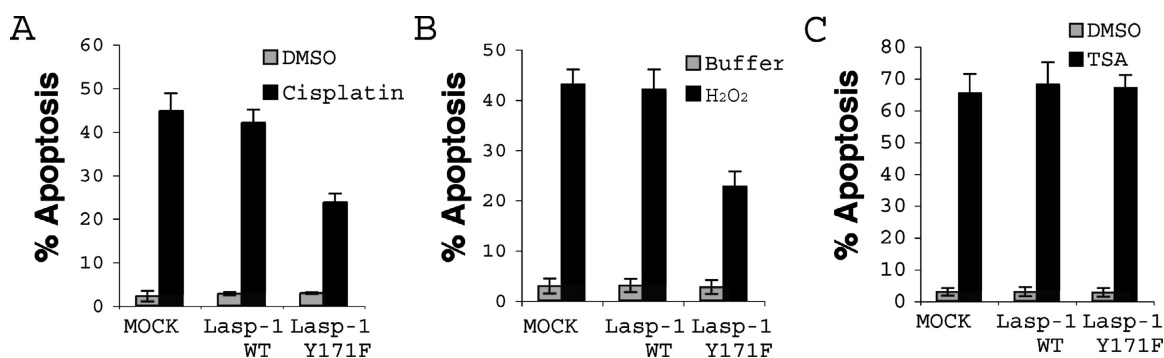 A
% Apoptosis
60
50
40
30
20
10
0
DMSO
Cisplatin
MOCK
Lasp-1
WT
Lasp-1
Y171F
B
% Apoptosis
50
40
30
20
10
0
Buffer
H₂O₂
MOCK
Lasp-1
WT
Lasp-1
Y171F
C
% Apoptosis
80
70
60
50
40
30
20
10
0
DMSO
TSA
MOCK
Lasp-1
WT
Lasp-1
Y171F